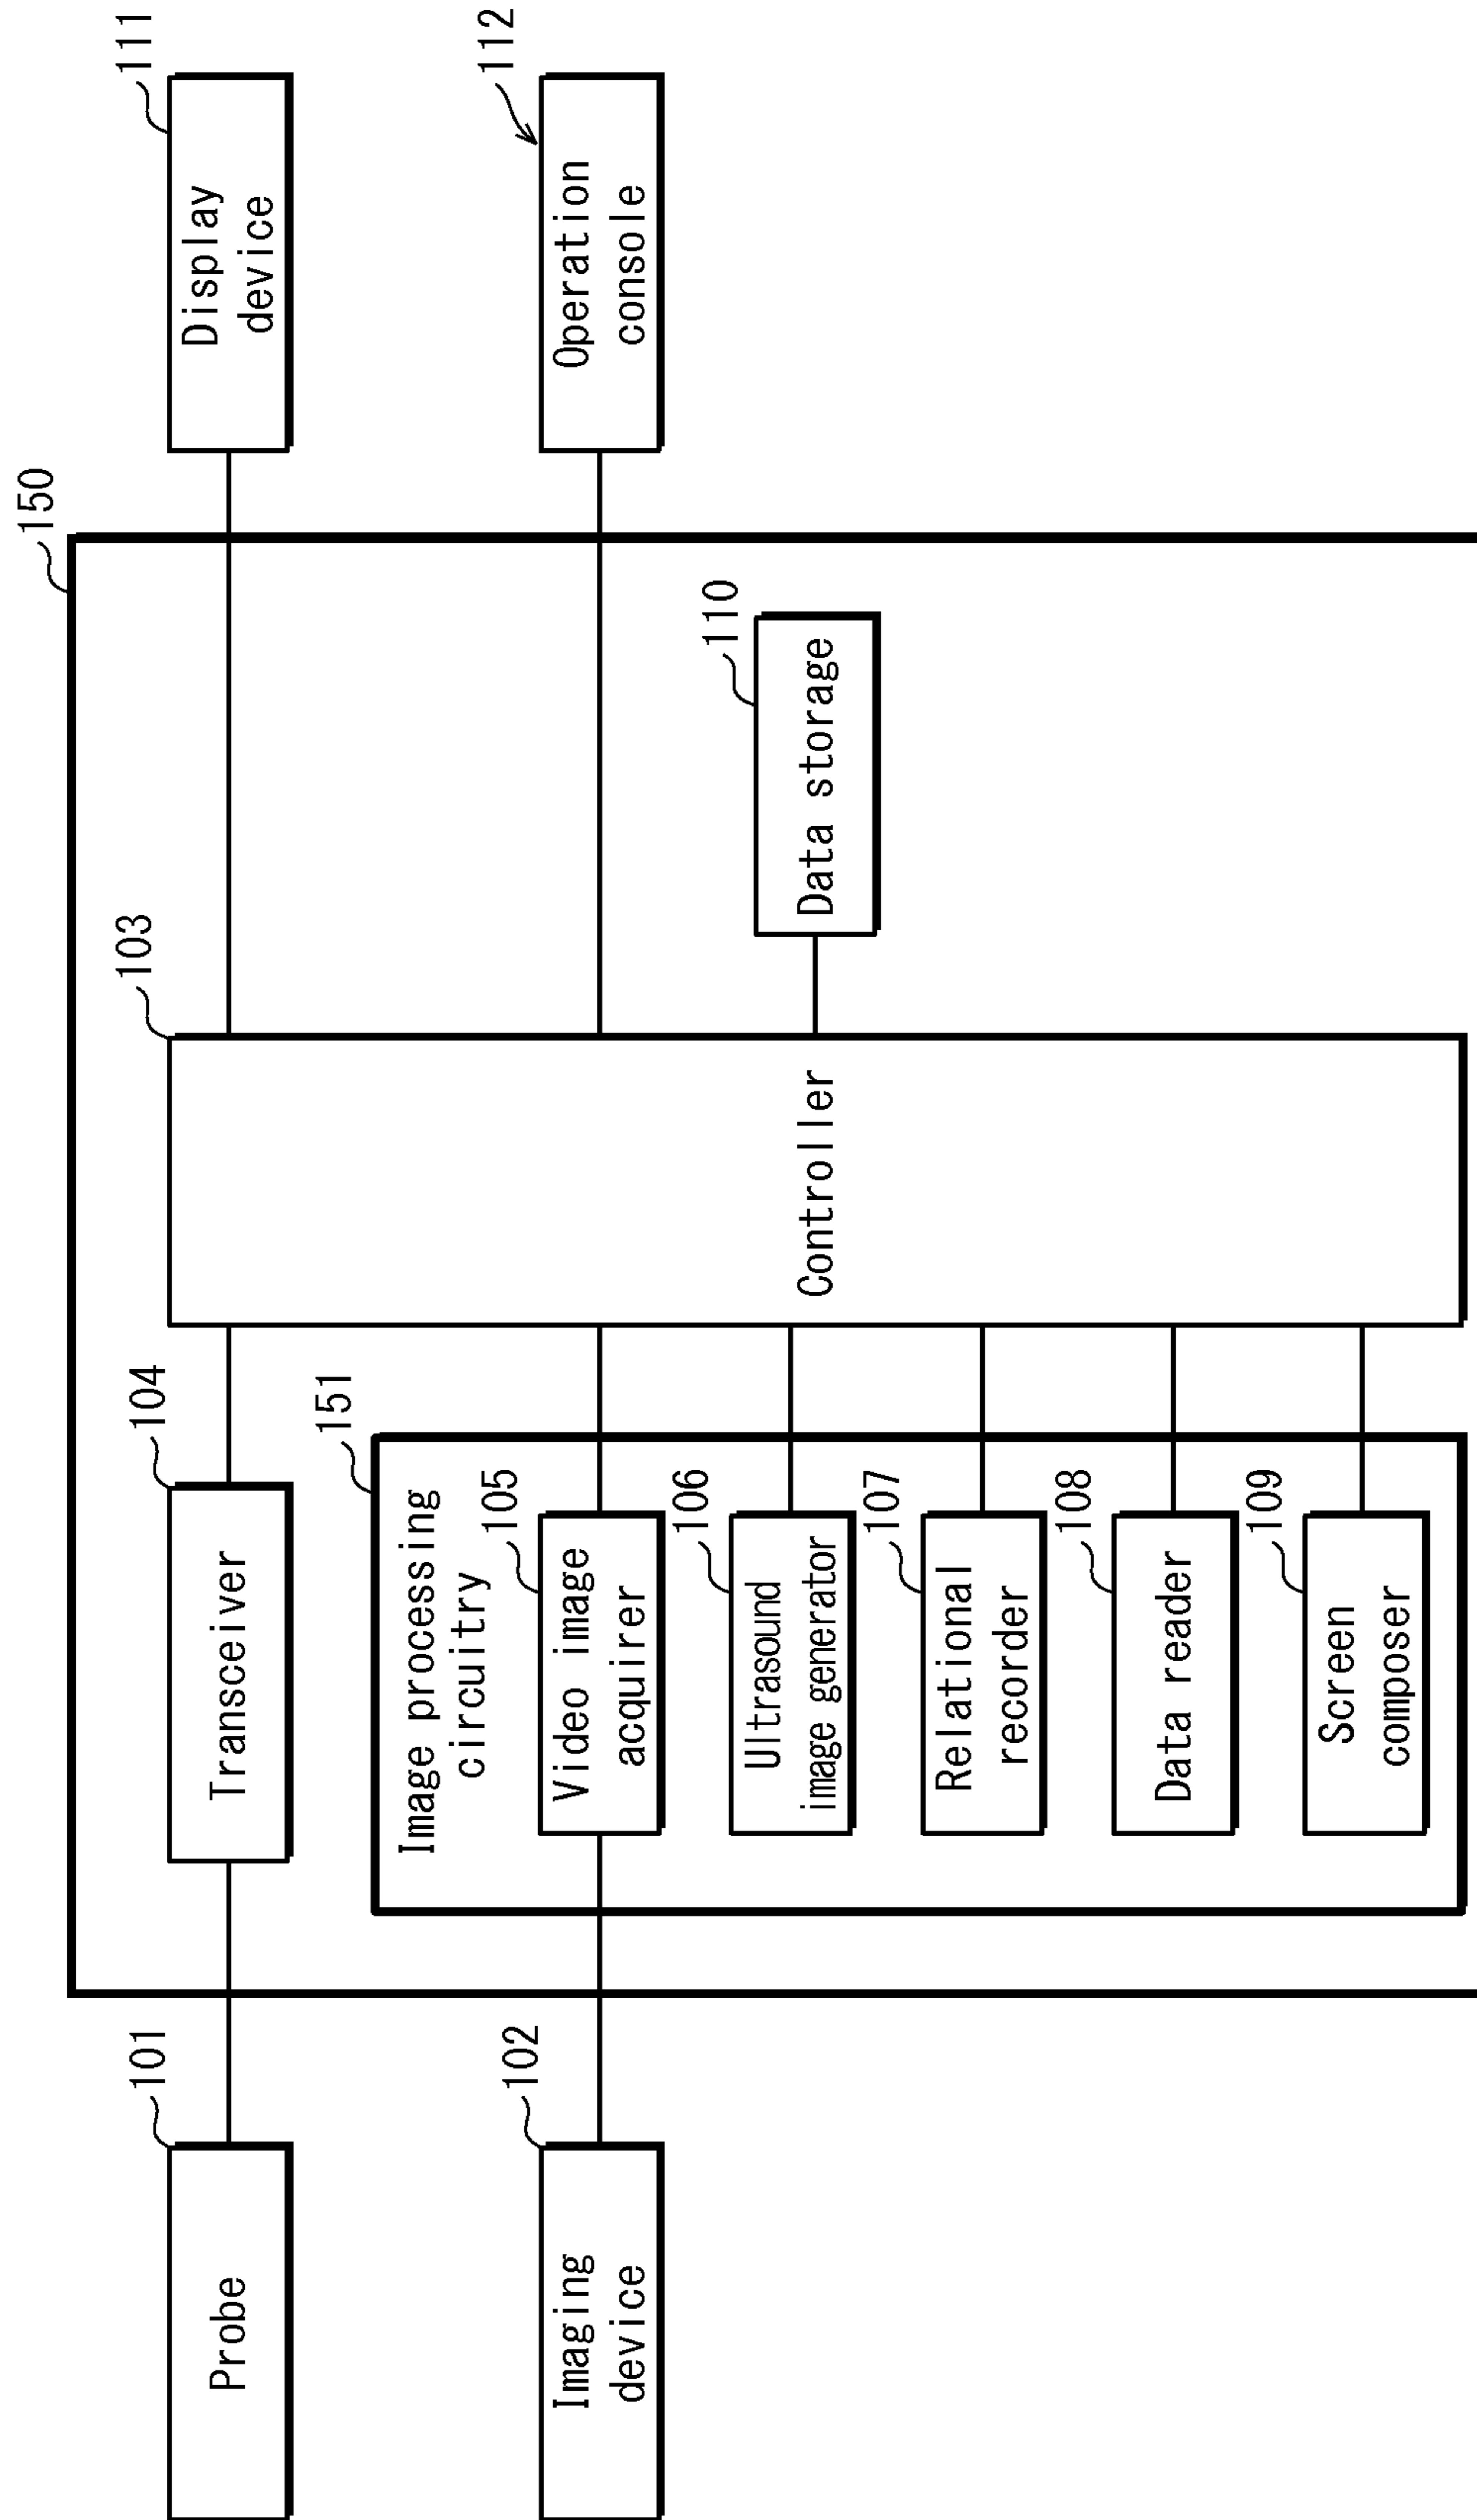 150
101
Probe
104
Transceiver
103
Controller
111
Display
device
102
Imaging
device
151
Image processing
circuitry
105
Video image
acquirer
106
Ultrasound
image generator
107
Relational
recorder
108
Data reader
109
Screen
composer
110
Data storage
112
Operation
console